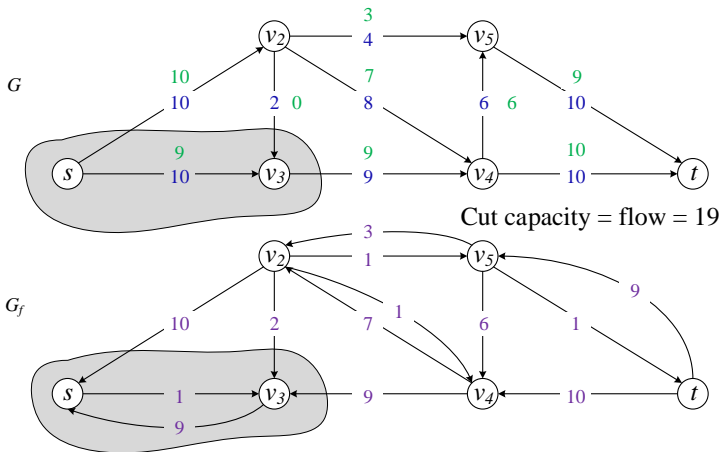 3
v2 4 v5
G 10 7 9
10 2 0 8 6 6 10
9 9 10
s 10 v3 9 v4 10 t
Cut capacity = flow = 19
3
v2 1 v5
9
Gf 10 2 7 1 6 1
s 1 v3 9 v4 10 t
9